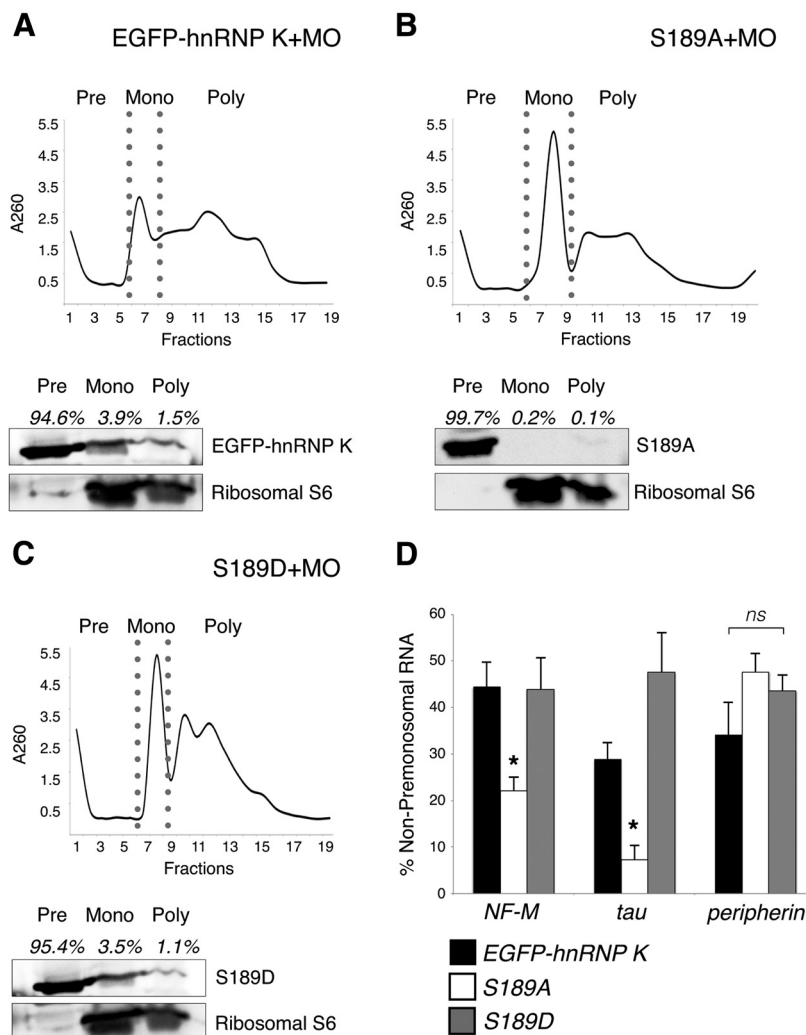 A
EGFP-hnRNP K+MO
Pre Mono Poly
5.5
4.5
3.5
2.5
1.5
0.5
A260
1 3 5 7 9 11 13 15 17 19
Fractions
Pre Mono Poly
94.6% 3.9% 1.5%
EGFP-hnRNP K
Ribosomal S6
B
S189A+MO
Pre Mono Poly
5.5
4.5
3.5
2.5
1.5
0.5
A260
1 3 5 7 9 11 13 15 17 19
Fractions
Pre Mono Poly
99.7% 0.2% 0.1%
S189A
Ribosomal S6
C
S189D+MO
Pre Mono Poly
5.5
4.5
3.5
2.5
1.5
0.5
A260
1 3 5 7 9 11 13 15 17 19
Fractions
Pre Mono Poly
95.4% 3.5% 1.1%
S189D
Ribosomal S6
D
60
50
40
30
20
10
0
% Non-Premonosomal RNA
*
*
ns
NF-M tau peripherin
EGFP-hnRNP K
S189A
S189D